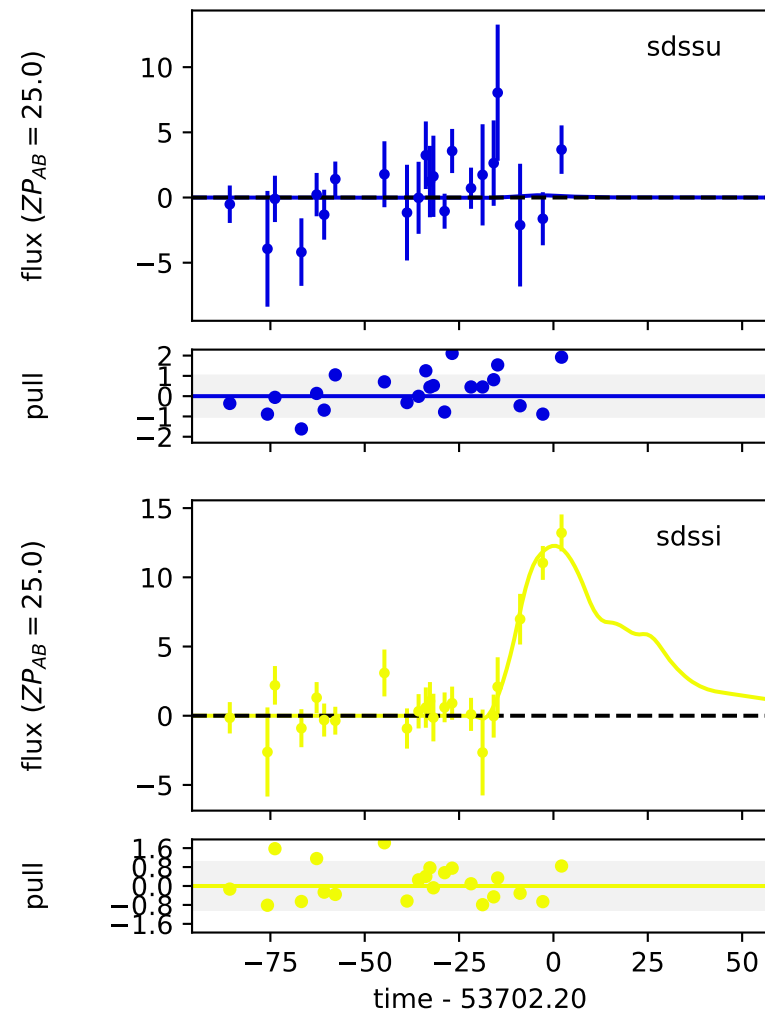 sdssu
flux (ZP_AB = 25.0)
10
5
0
−5
pull
2
1
0
−1
−2
sdssi
flux (ZP_AB = 25.0)
15
10
5
0
−5
pull
1.6
0.8
0.0
−0.8
−1.6
−75 −50 −25 0 25 50
time - 53702.20